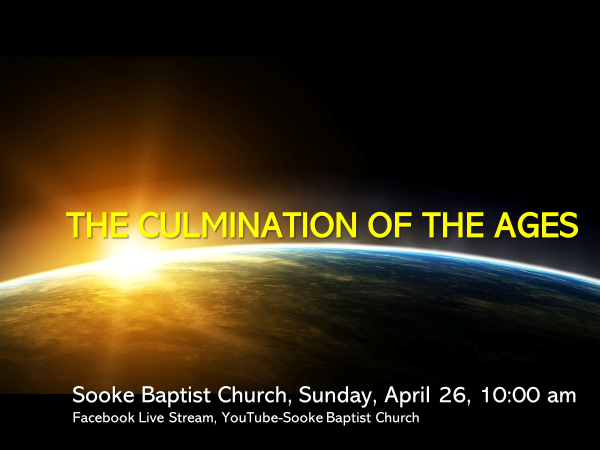 THE CULMINATION OF THE AGES
Sooke Baptist Church, Sunday, April 26, 10:00 am
Facebook Live Stream, YouTube-Sooke Baptist Church